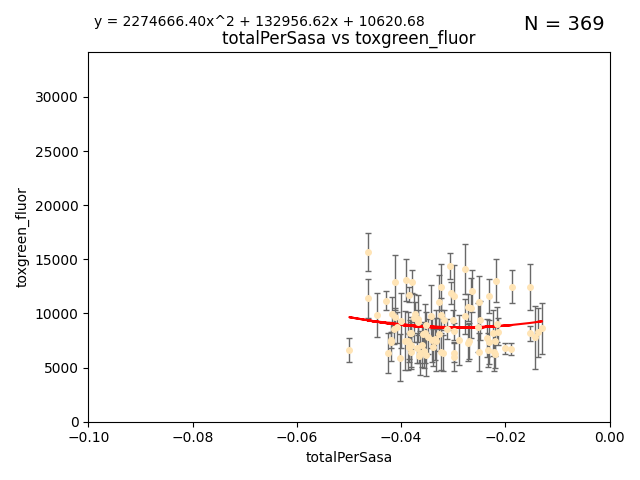 y = 2274666.40x^2 + 132956.62x + 10620.68
N = 369
totalPerSasa vs toxgreen_fluor
toxgreen_fluor
30000
25000
20000
15000
10000
5000
0
−0.10
−0.08
−0.06
−0.04
−0.02
0.00
totalPerSasa